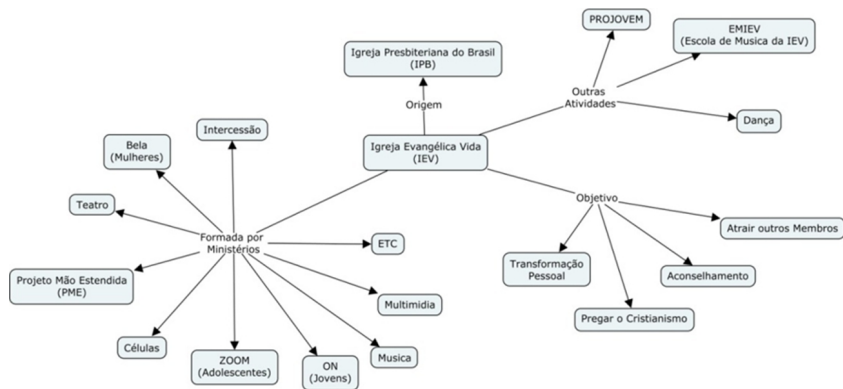 PROJOVEM
EMIEV
(Escola de Musica da IEV)
Igreja Presbiteriana do Brasil
(IPB)
Outras
Atividades
Origem
Dança
Intercessão
Bela
(Mulheres)
Igreja Evangélica Vida
(IEV)
Teatro
Objetivo
Atrair outros Membros
Formada por
Ministérios
ETC
Transformação
Pessoal
Aconselhamento
Projeto Mão Estendida
(PME)
Multimidia
Pregar o Cristianismo
Células
ZOOM
(Adolescentes)
ON
(Jovens)
Musica